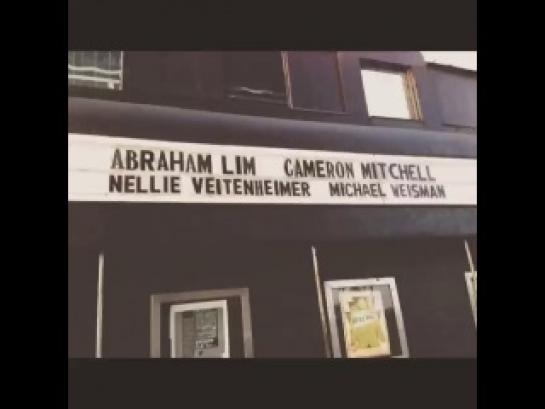 ABRAHAM LIM CAMERON MITCHELL
NELLIE VEITENHEIMER MICHAEL WEISMAN